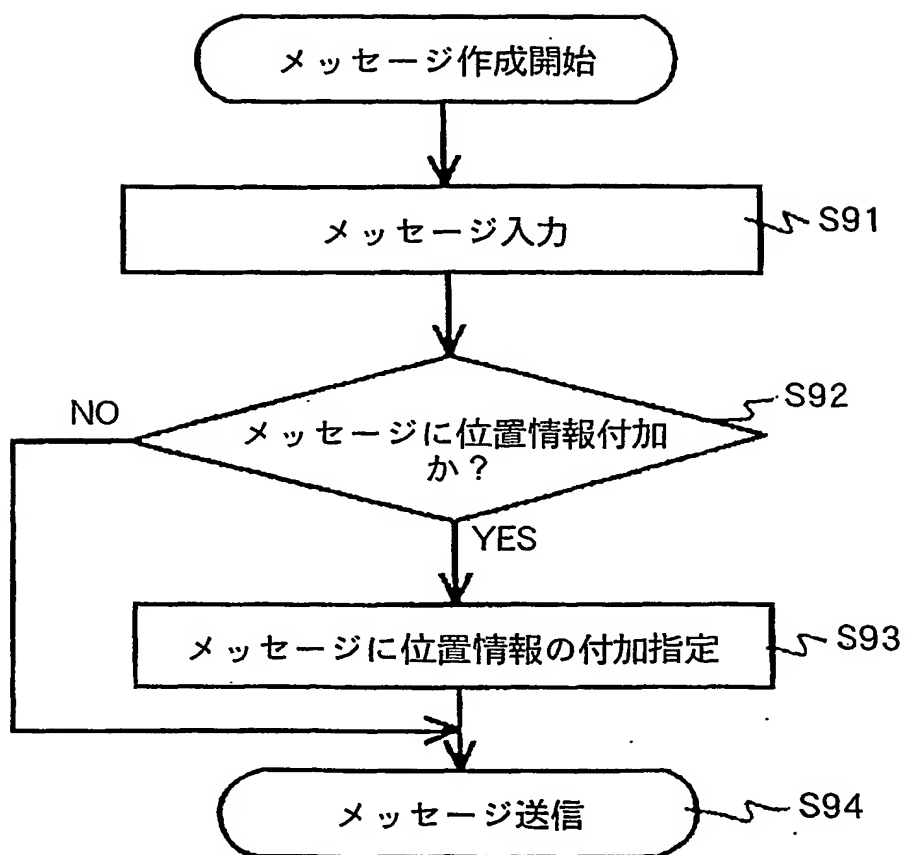 メッセージ作成開始
メッセージ入力
S91
S92
NO
メッセージに位置情報付加
か？
YES
メッセージに位置情報の付加指定
S93
メッセージ送信
S94